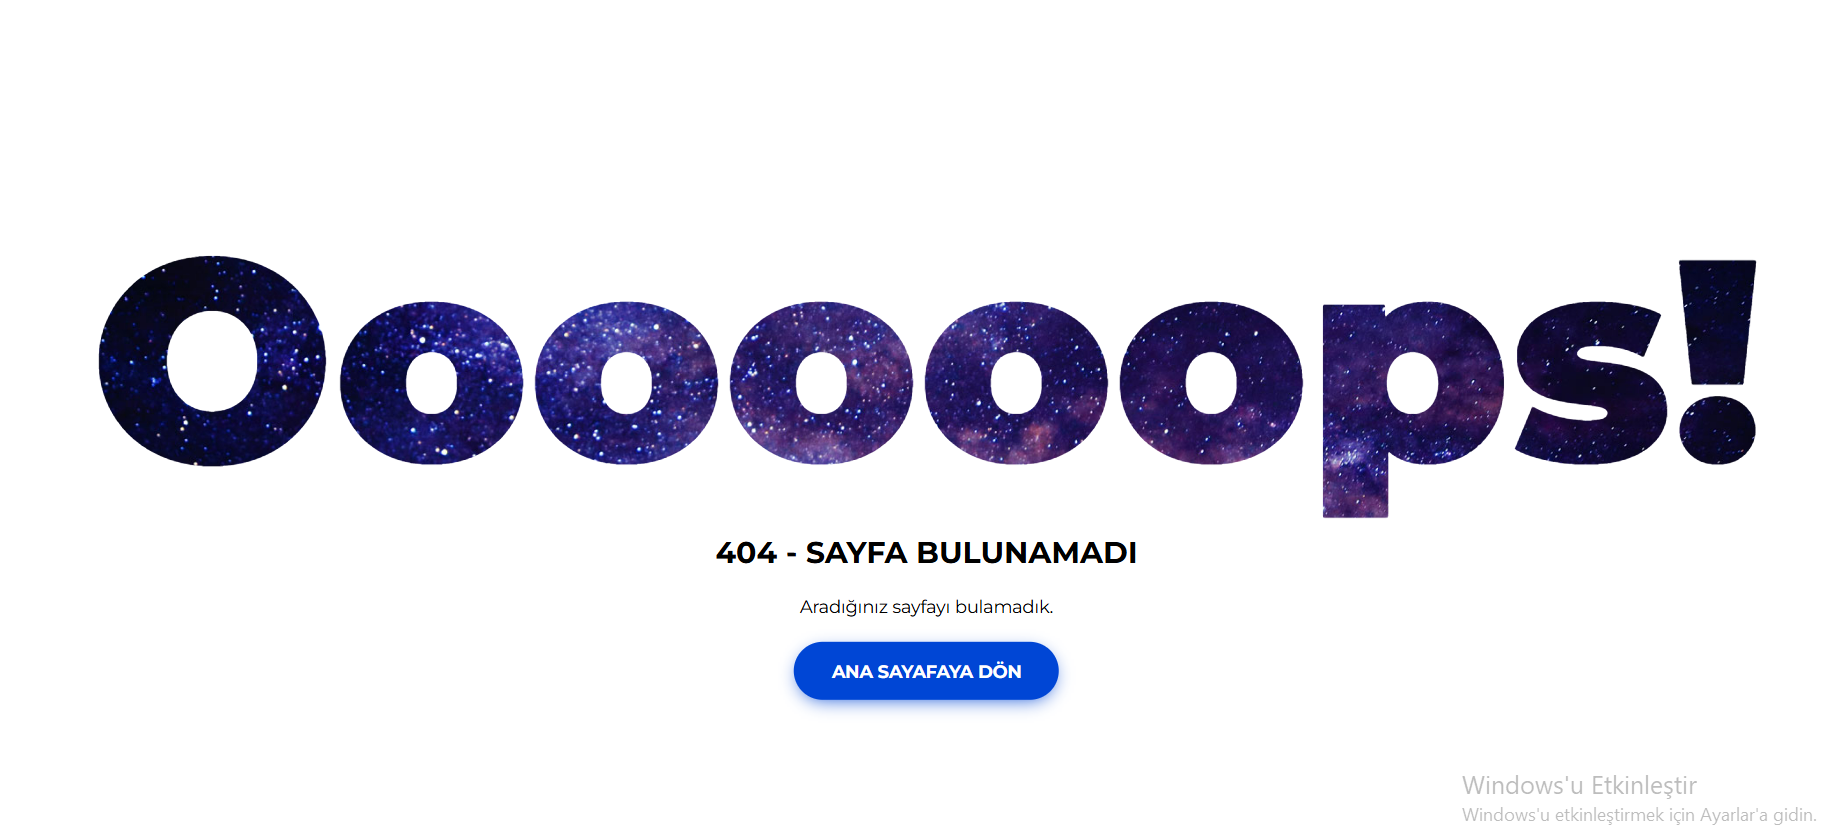 Oooooops!
404 - SAYFA BULUNAMADI
Aradığınız sayfayı bulamadık.
ANA SAYAFAYA DÖN
Windows'u Etkinleştir
Windows'u etkinleştirmek için Ayarlar'a gidin.